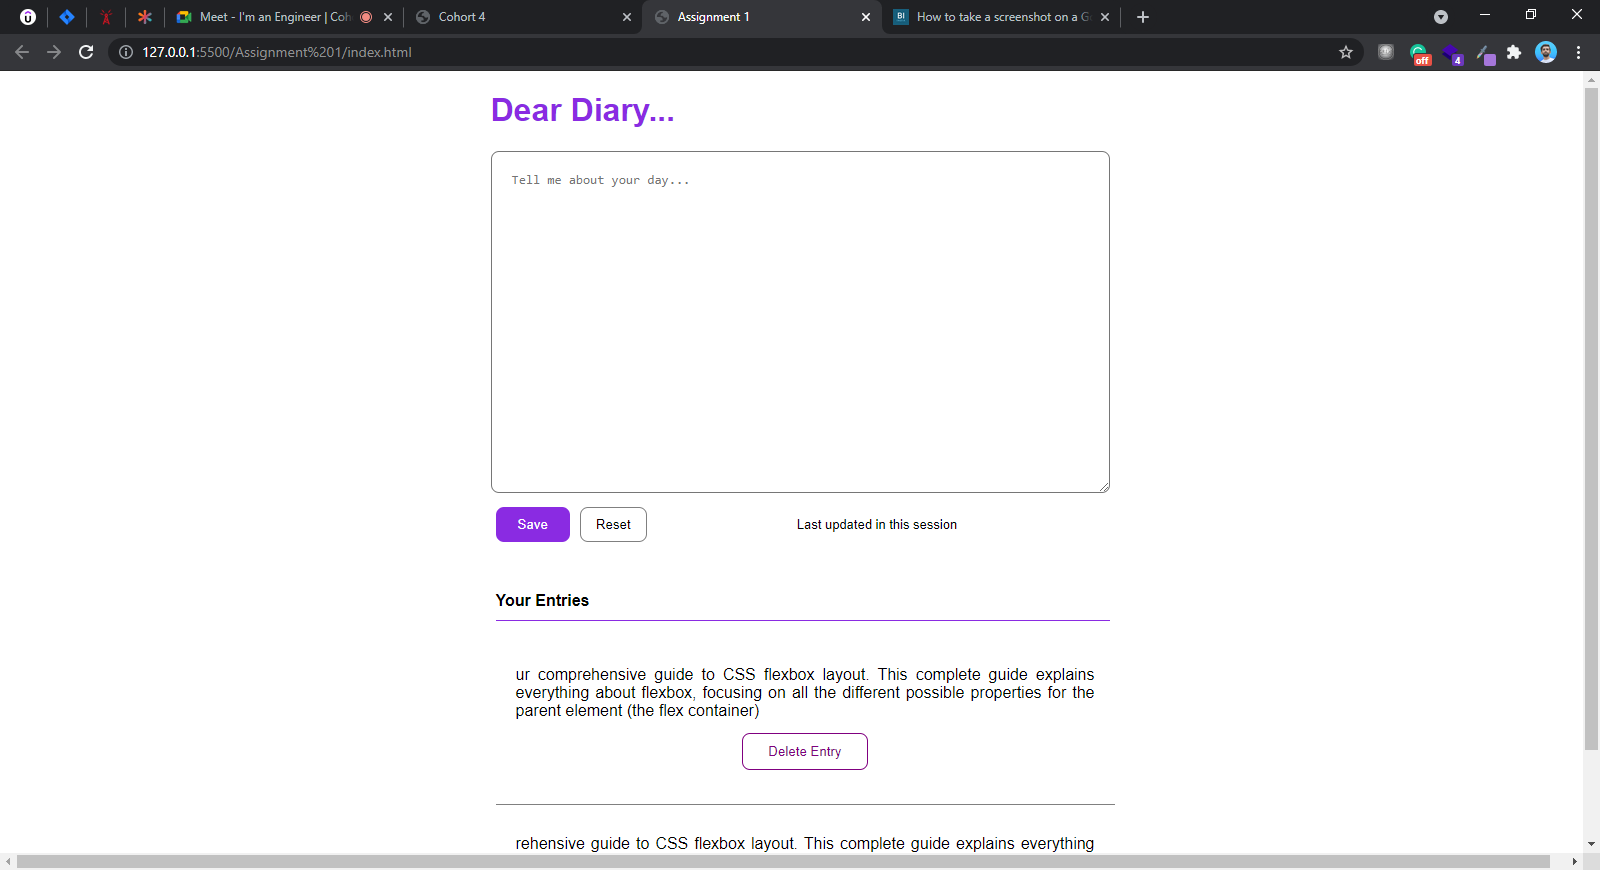 Meet - I'm an Engineer | Coh
Cohort 4
Assignment 1
How to take a screenshot on a G
127.0.0.1:5500/Assignment%201/index.html
off
4
Dear Diary...
Tell me about your day...
Save
Reset
Last updated in this session
Your Entries
ur comprehensive guide to CSS flexbox layout. This complete guide explains
everything about flexbox, focusing on all the different possible properties for the
parent element (the flex container)
Delete Entry
rehensive guide to CSS flexbox layout. This complete guide explains everything